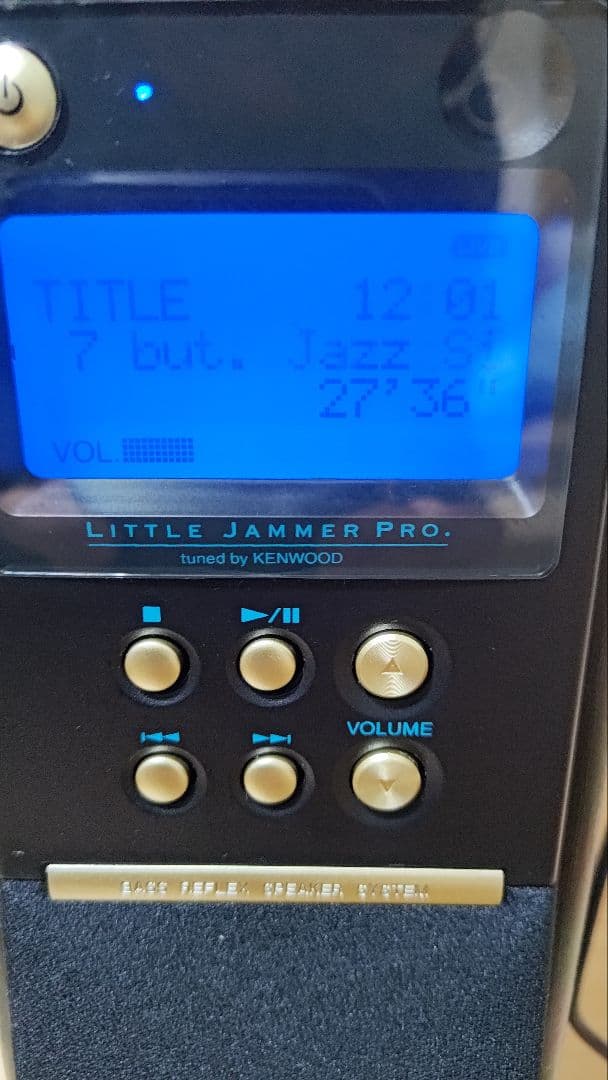 TITLE 12:01
7 but. Jazz St
27'36"
VOL.
LITTLE JAMMER PRO.
tuned by KENWOOD
VOLUME
BASS REFLEX SPEAKER SYSTEM